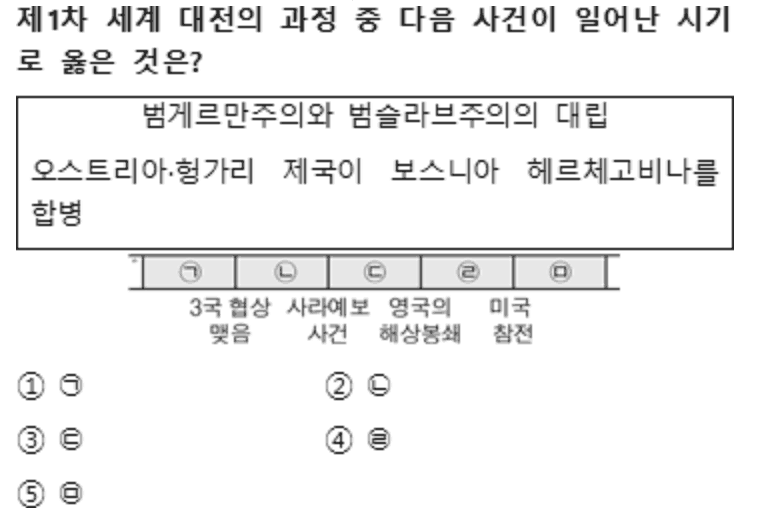 제1차 세계 대전의 과정 중 다음 사건이 일어난 시기
로 옳은 것은?
범게르만주의와 범슬라브주의의 대립
오스트리아·헝가리 제국이 보스니아 헤르체고비나를
합병
㉠ ㉡ ㉢ ㉣ ㉤
3국 협상 사라예보 영국의 미국
맺음 사건 해상봉쇄 참전
① ㉠ ② ㉡
③ ㉢ ④ ㉣
⑤ ㉤